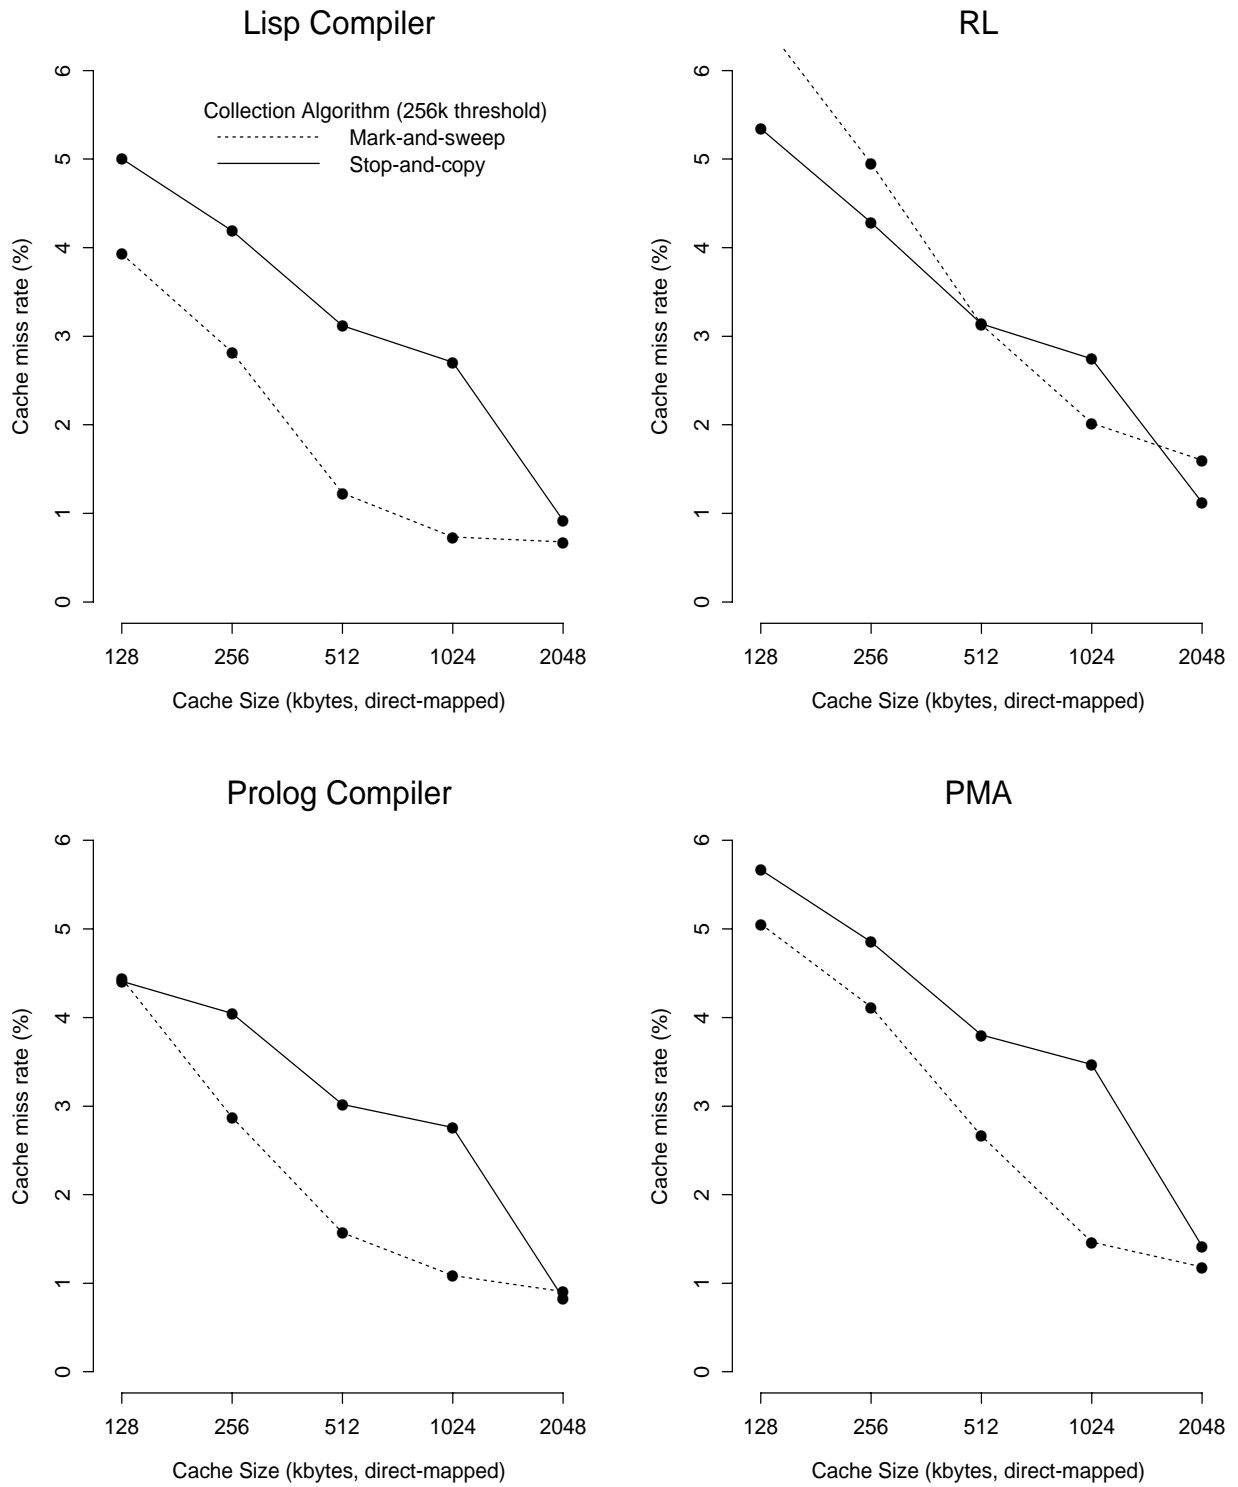 Lisp Compiler
Collection Algorithm (256k threshold)
Mark-and-sweep
Stop-and-copy
Cache miss rate (%)
6
5
4
3
2
1
0
128 256 512 1024 2048
Cache Size (kbytes, direct-mapped)
RL
Cache miss rate (%)
6
5
4
3
2
1
0
128 256 512 1024 2048
Cache Size (kbytes, direct-mapped)
Prolog Compiler
Cache miss rate (%)
6
5
4
3
2
1
0
128 256 512 1024 2048
Cache Size (kbytes, direct-mapped)
PMA
Cache miss rate (%)
6
5
4
3
2
1
0
128 256 512 1024 2048
Cache Size (kbytes, direct-mapped)